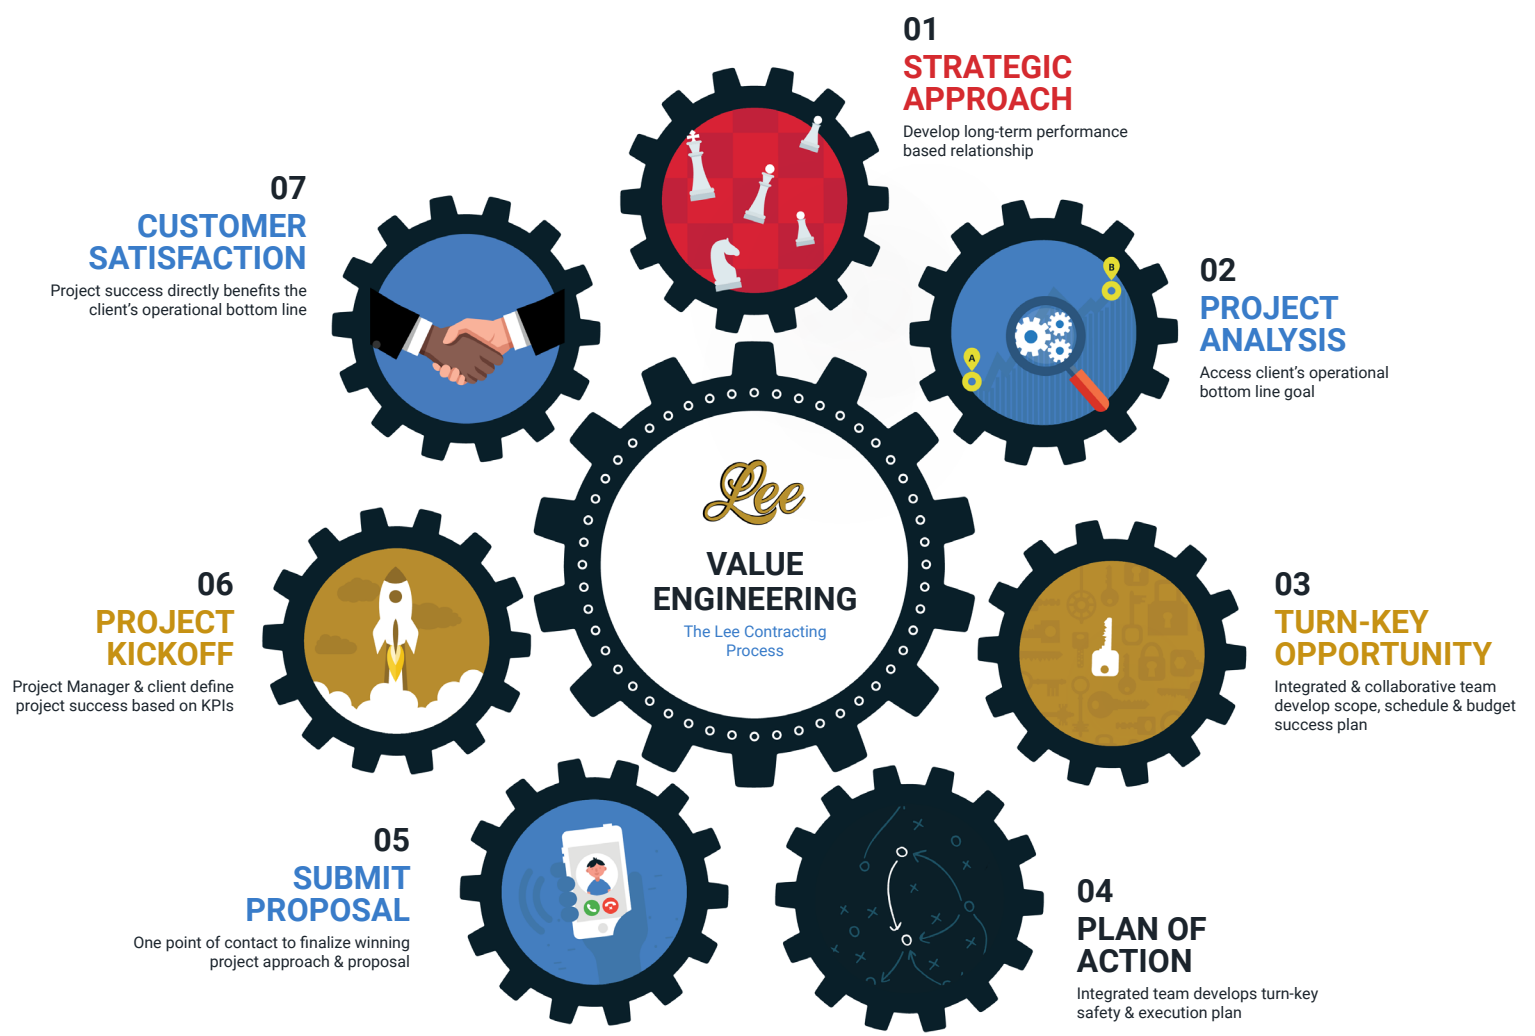 01
STRATEGIC
APPROACH
Develop long-term performance
based relationship
02
PROJECT
ANALYSIS
Access client's operational
bottom line goal
B
A
03
TURN-KEY
OPPORTUNITY
Integrated & collaborative team
develop scope, schedule & budget
success plan
04
PLAN OF
ACTION
Integrated team develops turn-key
safety & execution plan
05
SUBMIT
PROPOSAL
One point of contact to finalize winning
project approach & proposal
06
PROJECT
KICKOFF
Project Manager & client define
project success based on KPIs
07
CUSTOMER
SATISFACTION
Project success directly benefits the
client's operational bottom line
Lee
VALUE
ENGINEERING
The Lee Contracting
Process